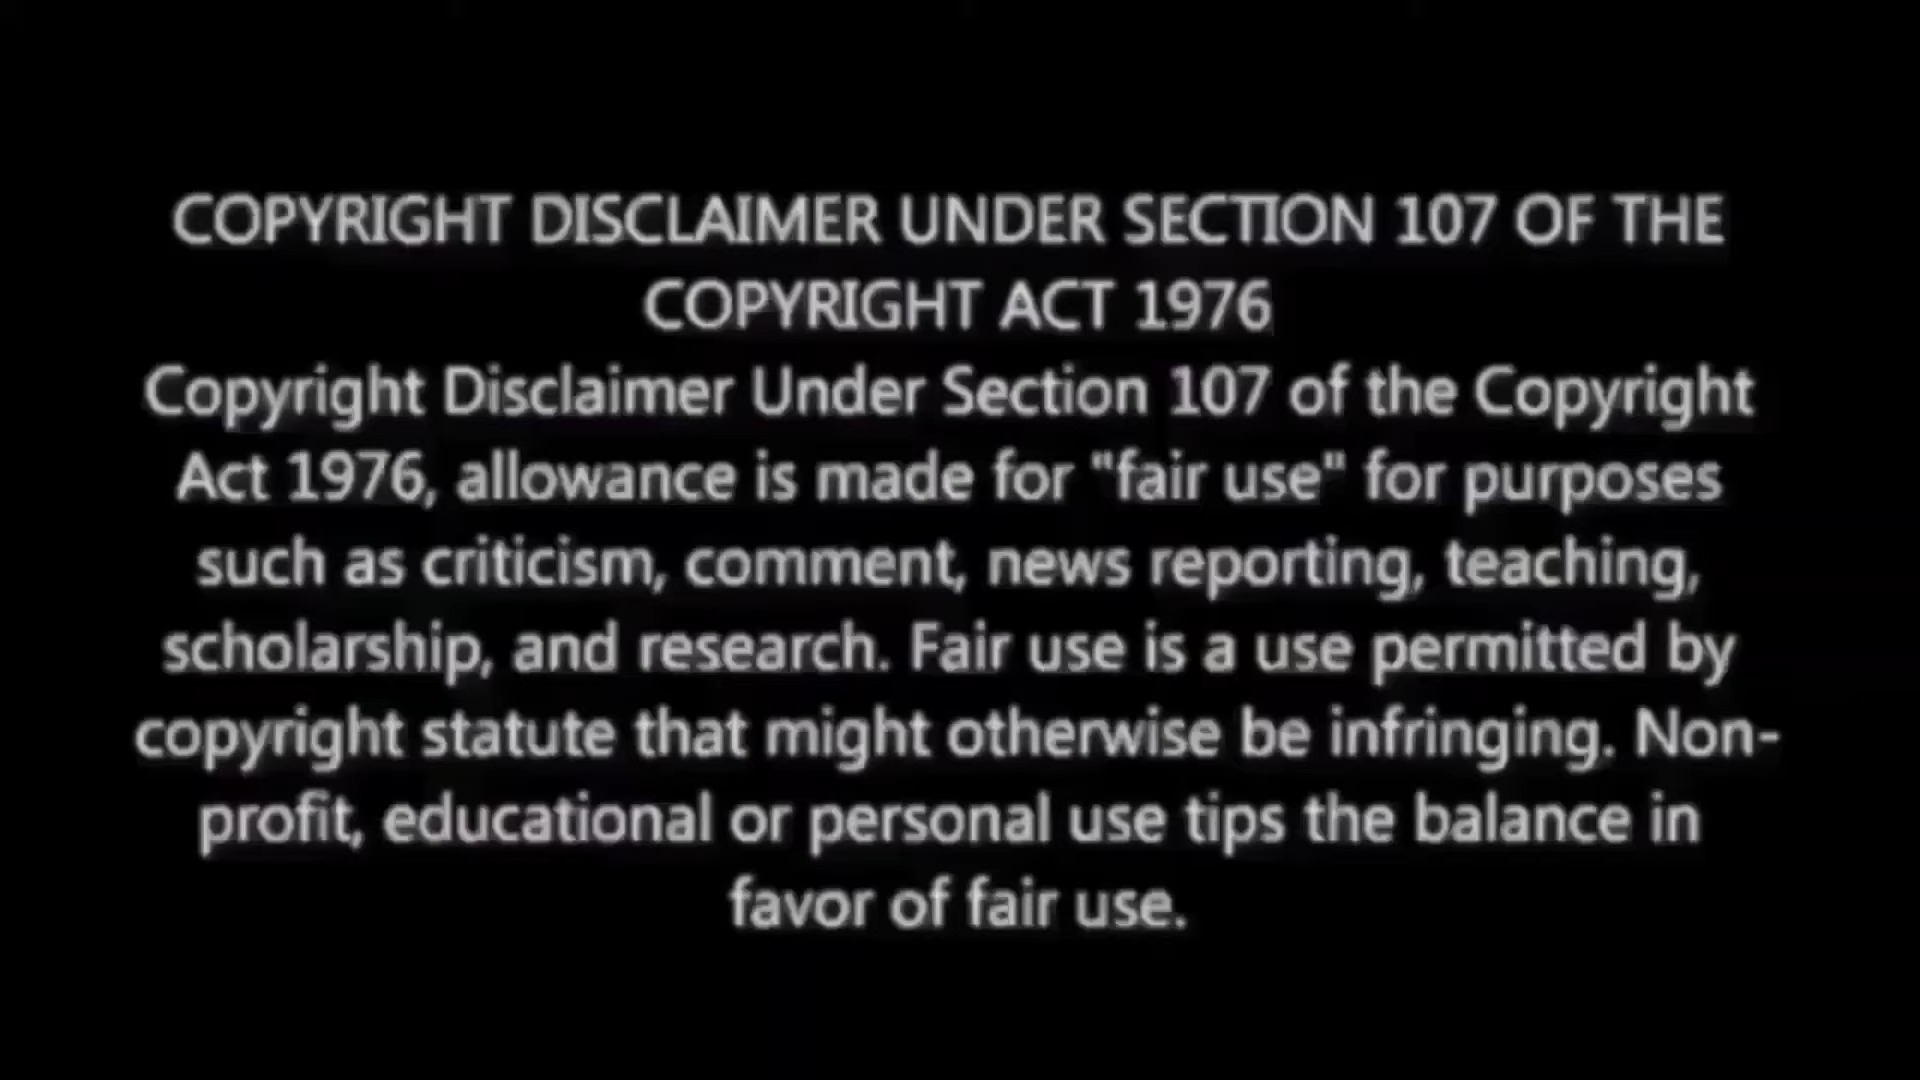 COPYRIGHT DISCLAIMER UNDER SECTION 107 OF THE
COPYRIGHT ACT 1976
Copyright Disclaimer Under Section 107 of the Copyright
Act 1976, allowance is made for "fair use" for purposes
such as criticism, comment, news reporting, teaching,
scholarship, and research. Fair use is a use permitted by
copyright statute that might otherwise be infringing. Non-
profit, educational or personal use tips the balance in
favor of fair use.